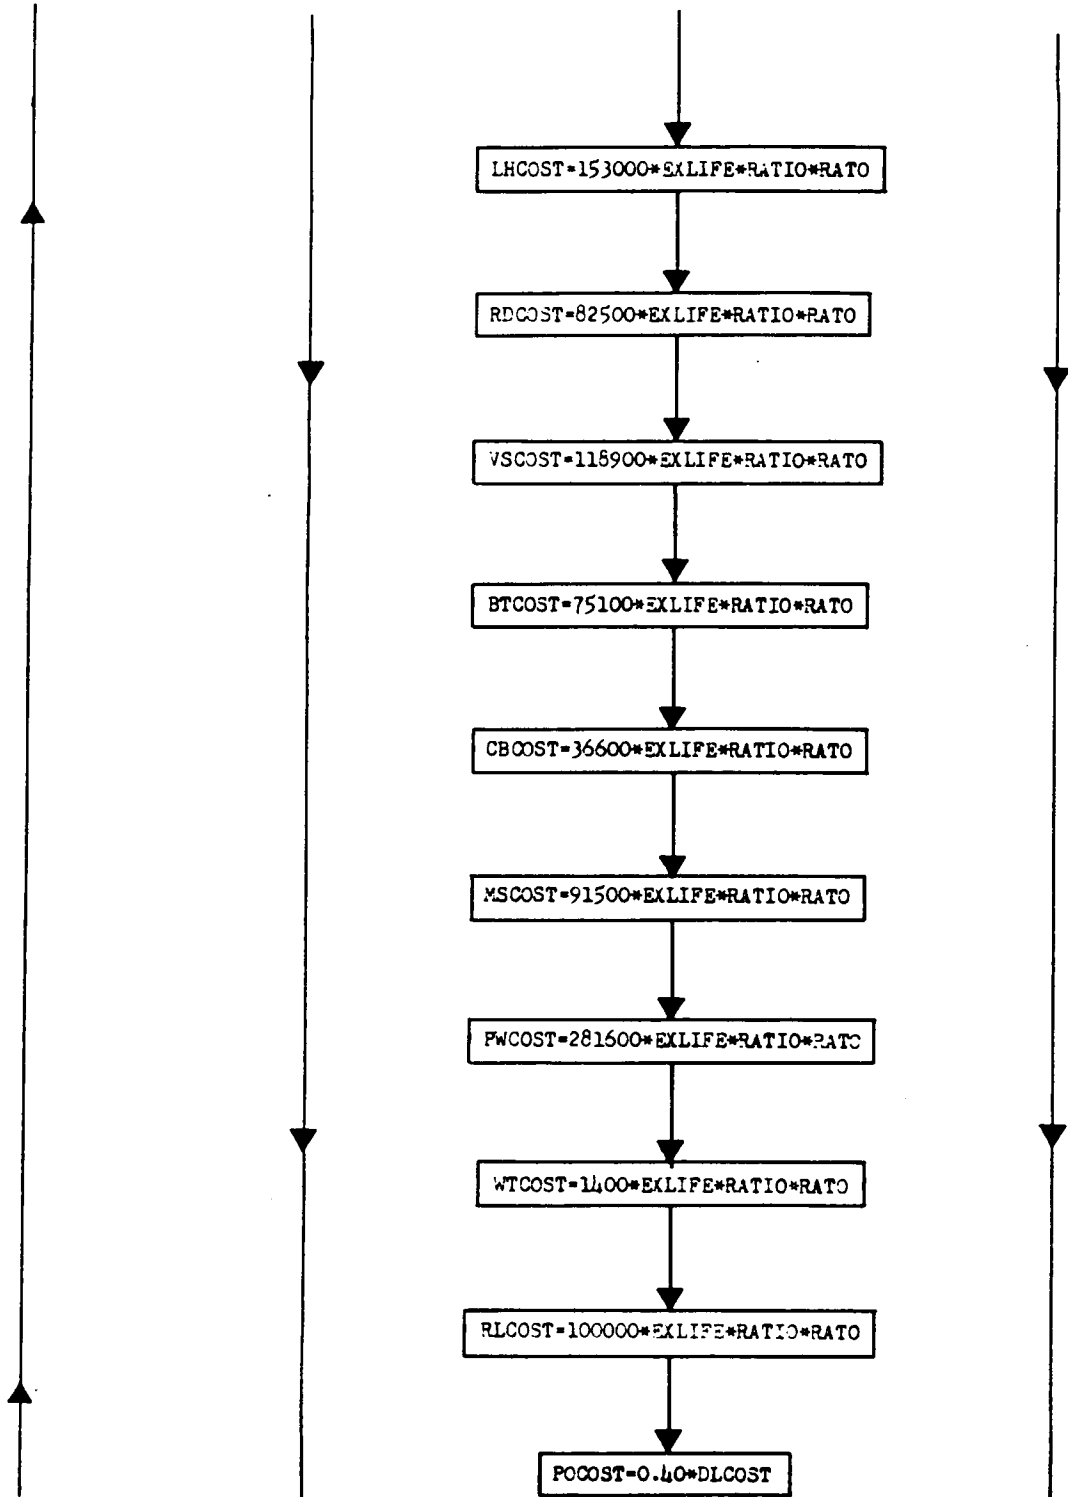 LHCOST=153000*EXLIFE*RATIO*RATO
RDCOST=82500*EXLIFE*RATIO*RATO
VSCOST=118900*EXLIFE*RATIO*RATO
BTCOST=75100*EXLIFE*RATIO*RATO
CBCOST=36600*EXLIFE*RATIO*RATO
MSCOST=91500*EXLIFE*RATIO*RATO
PWCOST=281600*EXLIFE*RATIO*RATO
WTCOST=1400*EXLIFE*RATIO*RATO
RLCOST=100000*EXLIFE*RATIO*RATO
POCOST=0.40*DLCOST